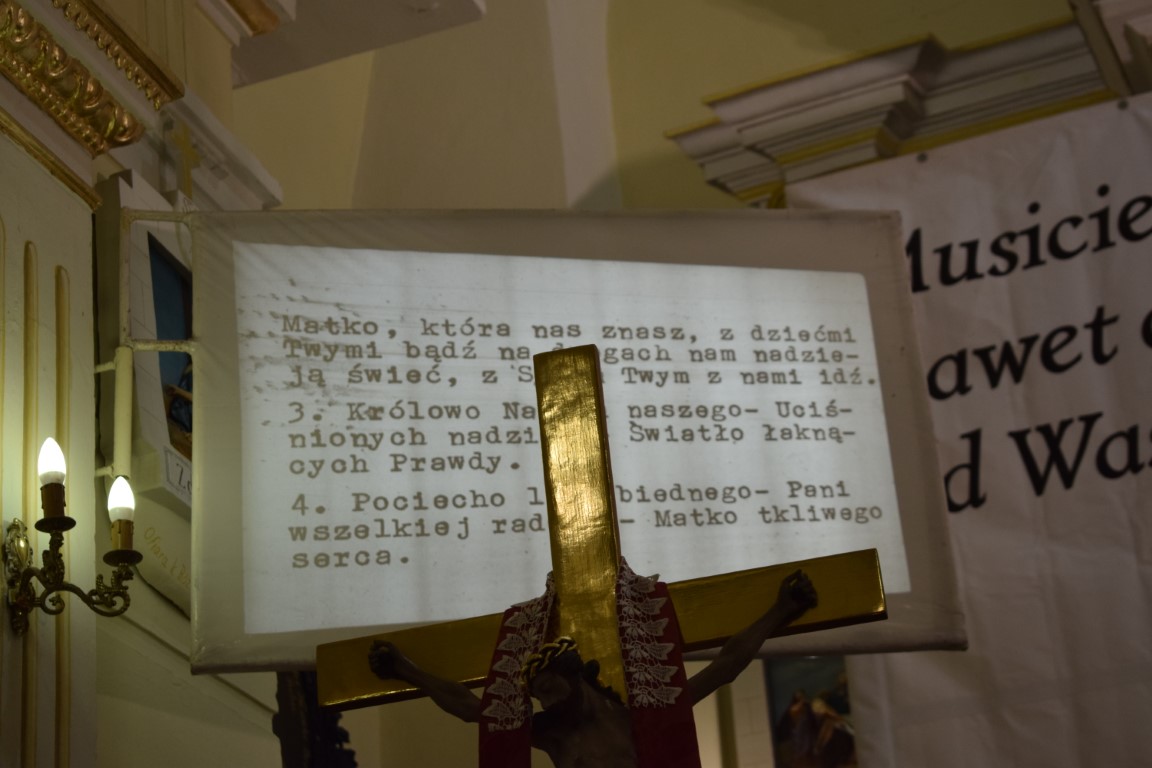 Matko, która nas znasz, z dziećmi
Twymi bądź na gach nam nadzie-
ją świeć, z S Twym z nami idź.
3. Królowo Na naszego- Uciś-
nionych nadzi Światło łakną-
cych Prawdy.
4. Pociecho l biednego- Pani
wszelkiej rad - Matko tkliwego
serca.
Musicie
awet
d Was